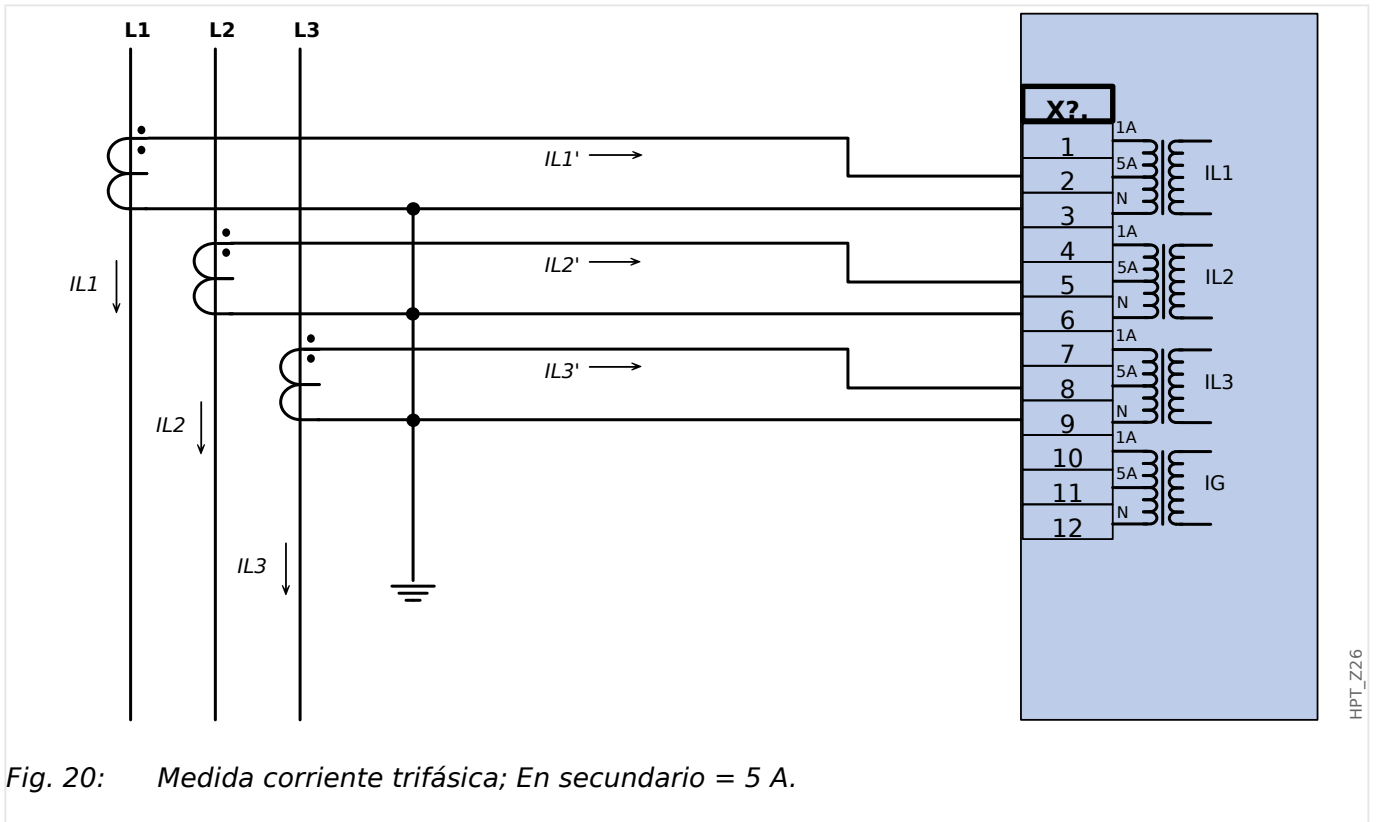 L1 L2 L3
X?.
1A
1
IL1'
5A
IL1
2
N
3
1A
4
IL2'
5A
IL1
IL2
5
N
6
1A
7
IL3'
5A
IL3
8
N
IL2
9
1A
10
5A
IG
11
N
12
IL3
HPT_Z26
Fig. 20: Medida corriente trifásica; En secundario = 5 A.